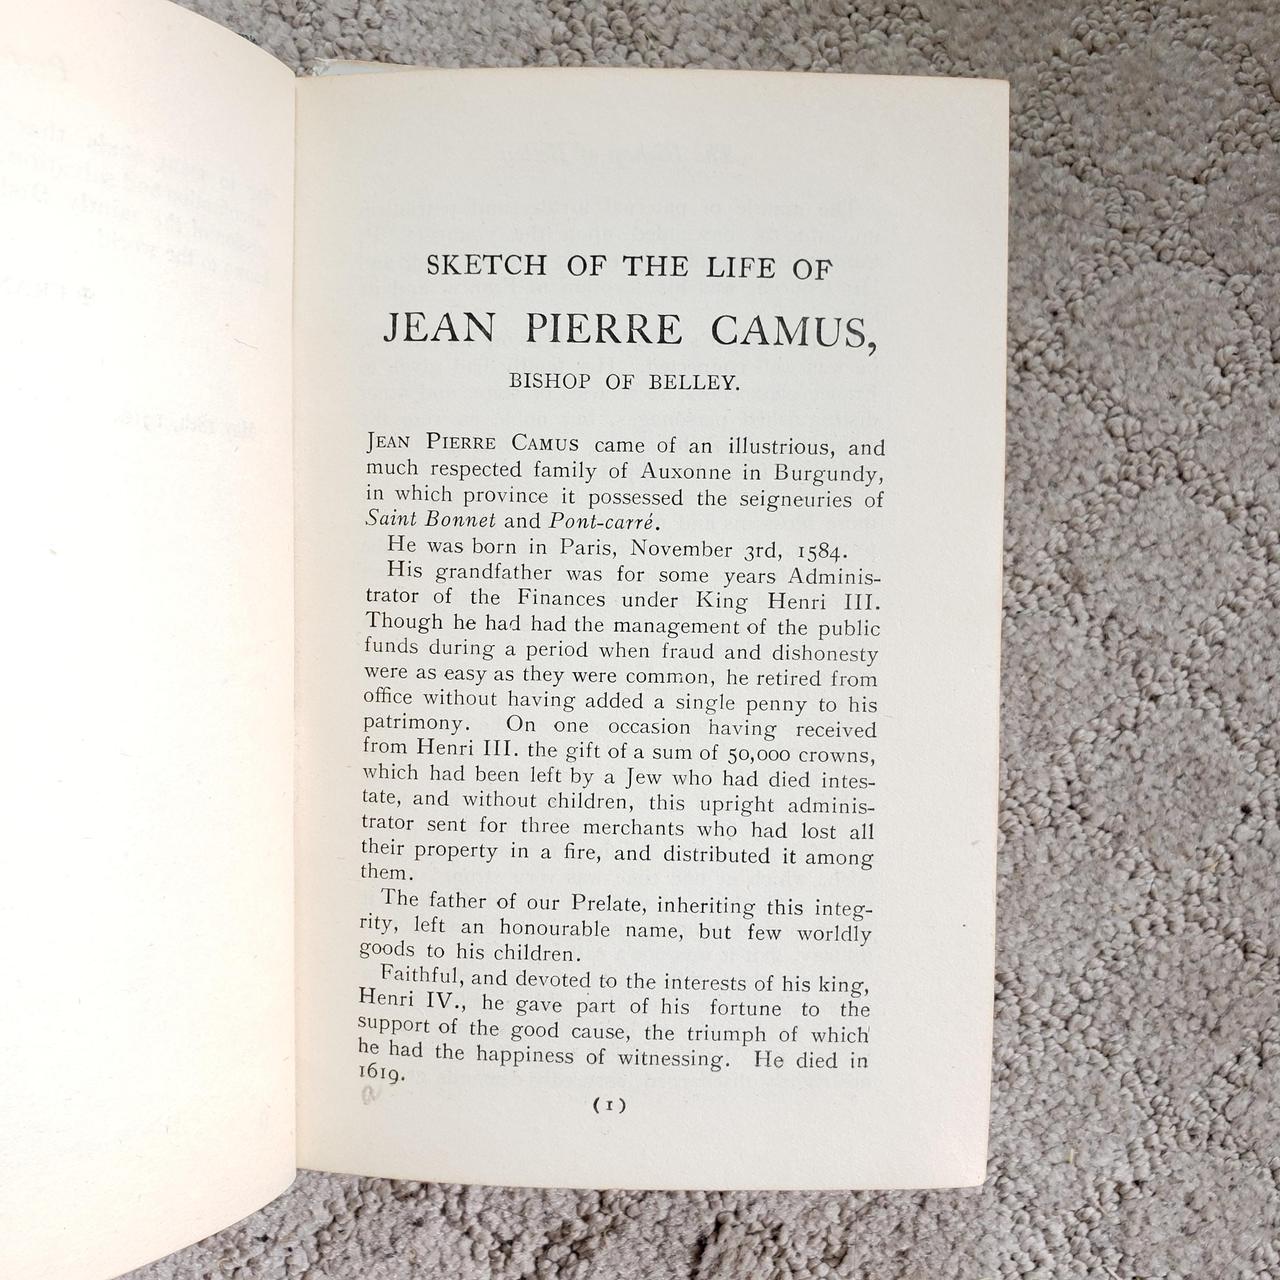 SKETCH OF THE LIFE OF
JEAN PIERRE CAMUS,
BISHOP OF BELLEY.
JEAN PIERRE CAMUS came of an illustrious, and
much respected family of Auxonne in Burgundy,
in which province it possessed the seigneuries of
Saint Bonnet and Pont-carré.
He was born in Paris, November 3rd, 1584.
His grandfather was for some years Adminis-
trator of the Finances under King Henri III.
Though he had had the management of the public
funds during a period when fraud and dishonesty
were as easy as they were common, he retired from
office without having added a single penny to his
patrimony. On one occasion having received
from Henri III. the gift of a sum of 50,000 crowns,
which had been left by a Jew who had died intes-
tate, and without children, this upright adminis-
trator sent for three merchants who had lost all
their property in a fire, and distributed it among
them.
The father of our Prelate, inheriting this integ-
rity, left an honourable name, but few worldly
goods to his children.
Faithful, and devoted to the interests of his king,
Henri IV., he gave part of his fortune to the
support of the good cause, the triumph of which
he had the happiness of witnessing. He died in
1619.
a
(1)